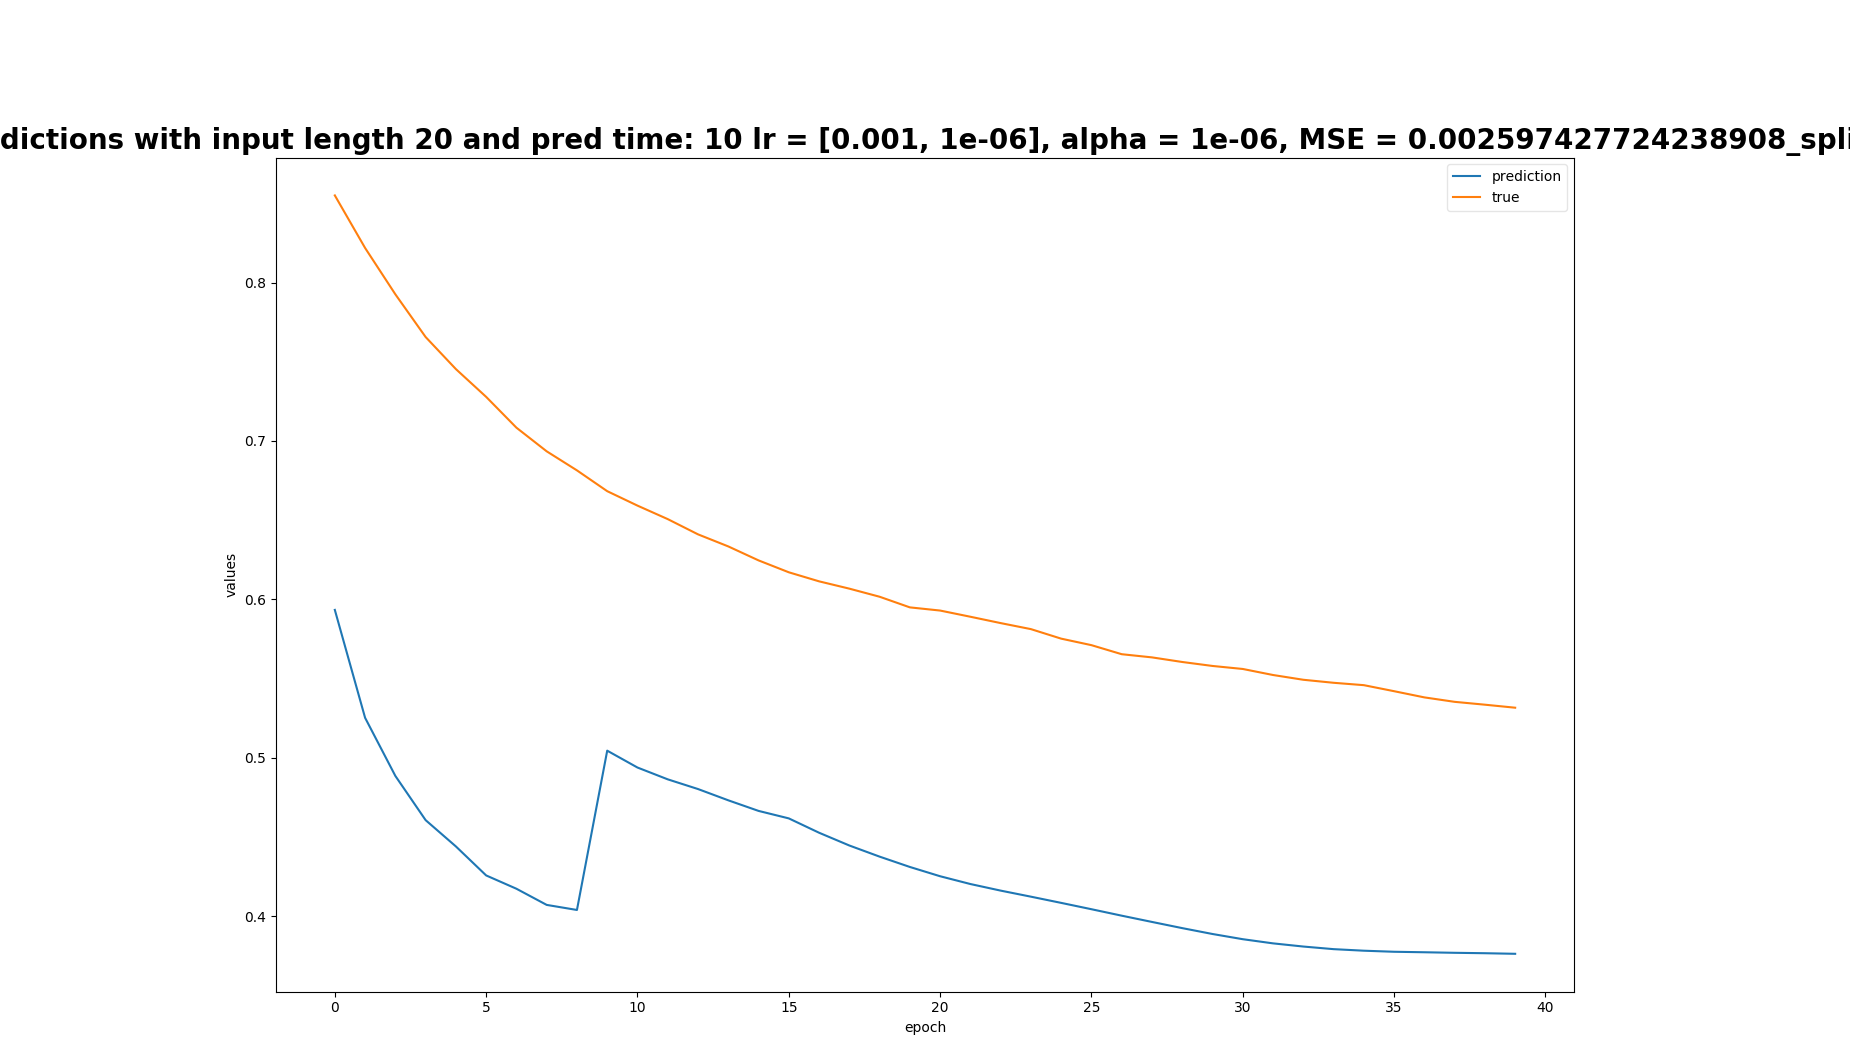 dictions with input length 20 and pred time: 10 lr = [0.001, 1e-06], alpha = 1e-06, MSE = 0.002597427724238908_spli
prediction
true
0.8
0.7
0.6
0.5
0.4
values
0 5 10 15 20 25 30 35 40
epoch